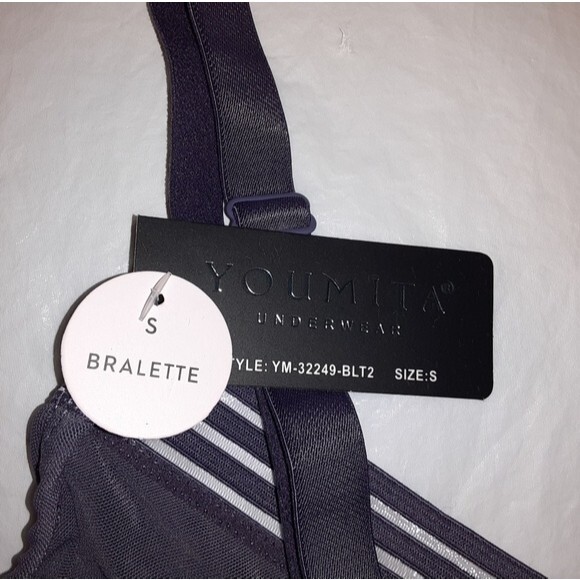 YOUMITA®
UNDERWEAR
TYLE: YM-32249-BLT2 SIZE:S
S
BRALETTE